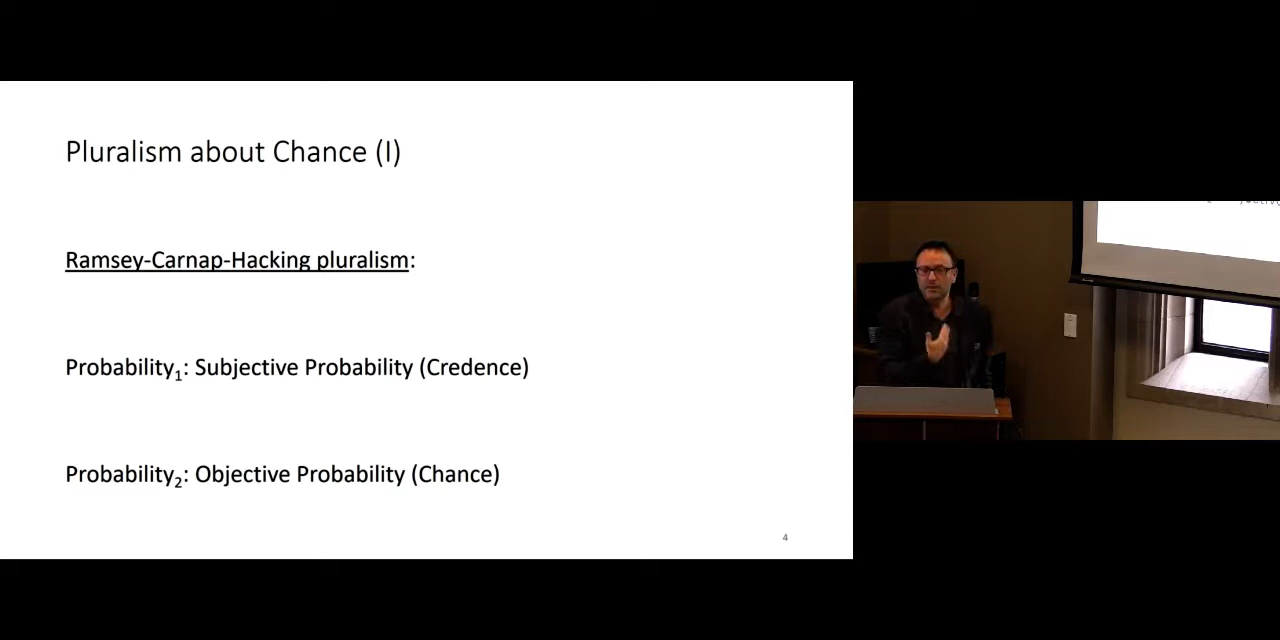 Pluralism about Chance (I)
Ramsey-Carnap-Hacking pluralism:
Probability₁: Subjective Probability (Credence)
Probability₂: Objective Probability (Chance)
4